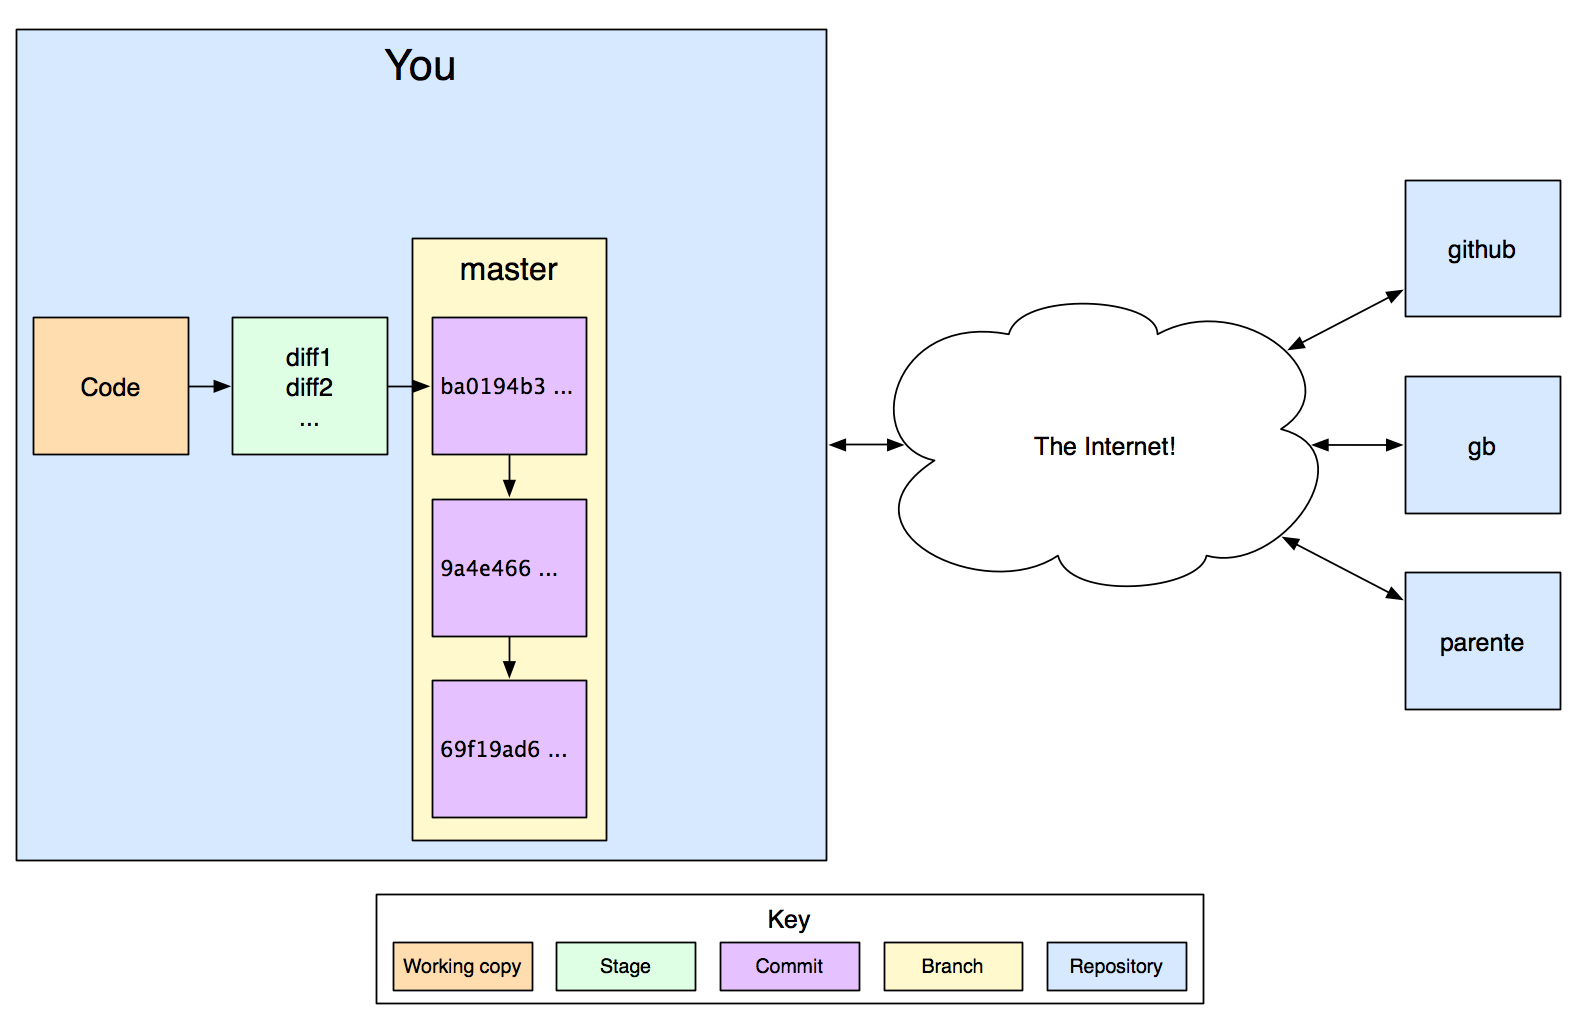 You
master
Code
diff1
diff2
...
ba0194b3 ...
9a4e466 ...
69f19ad6 ...
The Internet!
github
gb
parente
Key
Working copy
Stage
Commit
Branch
Repository